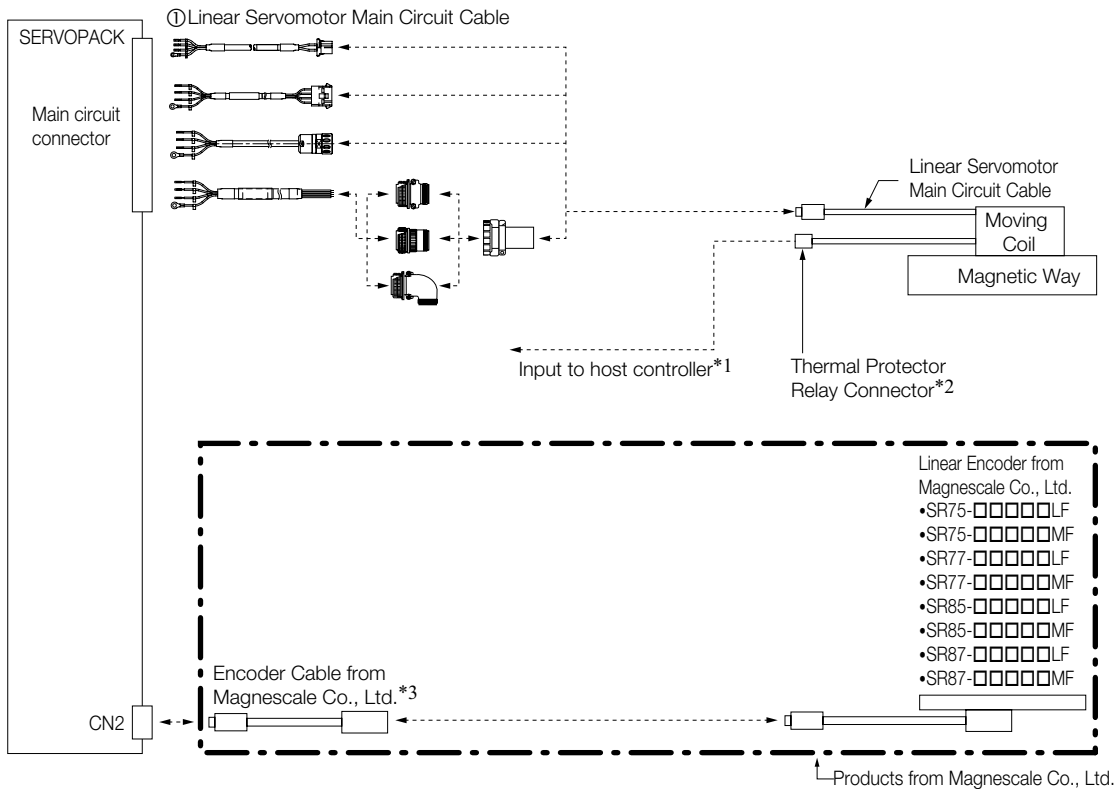 ①Linear Servomotor Main Circuit Cable
SERVOPACK
Main circuit
connector
Linear Servomotor
Main Circuit Cable
Moving
Coil
Magnetic Way
Input to host controller*1
Thermal Protector
Relay Connector*2
Linear Encoder from
Magnescale Co., Ltd.
•SR75-□□□□□LF
•SR75-□□□□□MF
•SR77-□□□□□LF
•SR77-□□□□□MF
•SR85-□□□□□LF
•SR85-□□□□□MF
•SR87-□□□□□LF
•SR87-□□□□□MF
Encoder Cable from
Magnescale Co., Ltd.*3
CN2
Products from Magnescale Co., Ltd.